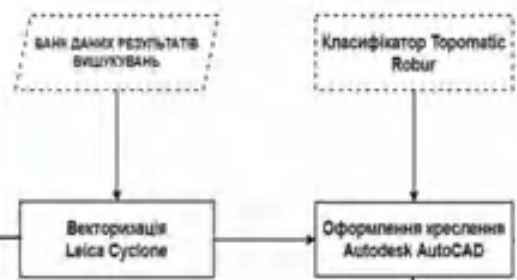 БАНК ДАНИХ РЕЗУЛЬТАТІВ
ВИШУКУВАНЬ
Класифікатор Topomatic
Robur
Векторизація
Leica Cyclone
Оформлення креслення
Autodesk AutoCAD